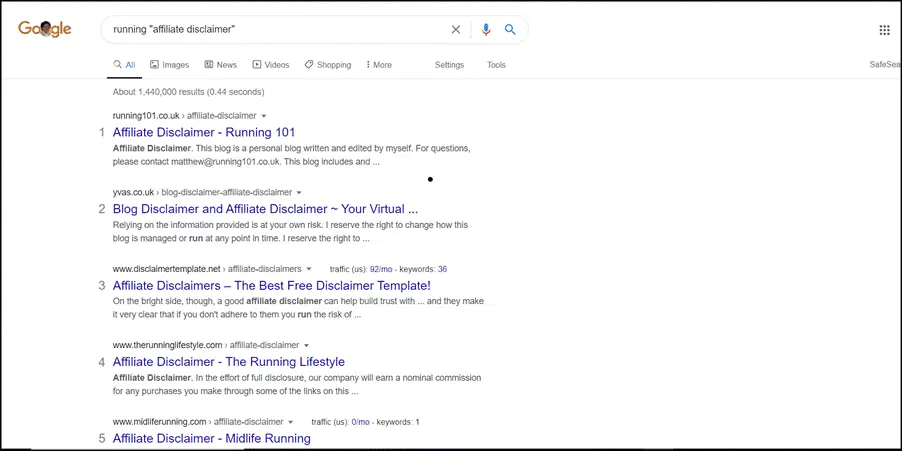 Google
running "affiliate disclaimer"
All Images News Videos Shopping More Settings Tools SafeSea
About 1,440,000 results (0.44 seconds)
running101.co.uk › affiliate-disclaimer
1 Affiliate Disclaimer - Running 101
Affiliate Disclaimer. This blog is a personal blog written and edited by myself. For questions,
please contact matthew@running101.co.uk. This blog includes and ...
yvas.co.uk › blog-disclaimer-affiliate-disclaimer
2 Blog Disclaimer and Affiliate Disclaimer ~ Your Virtual ...
Relying on the information provided is at your own risk. I reserve the right to change how this
blog is managed or run at any point in time. I reserve the right to ...
www.disclaimertemplate.net › affiliate-disclaimers traffic (us): 92/mo - keywords: 36
3 Affiliate Disclaimers – The Best Free Disclaimer Template!
On the bright side, though, a good affiliate disclaimer can help build trust with ... and they make
it very clear that if you don't adhere to them you run the risk of ...
www.therunninglifestyle.com › affiliate-disclaimer
4 Affiliate Disclaimer - The Running Lifestyle
Affiliate Disclaimer. In the effort of full disclosure, our company will earn a nominal commission
for any purchases you make through some of the links on this ...
www.midliferunning.com › affiliate-disclaimer traffic (us): 0/mo - keywords: 1
5 Affiliate Disclaimer - Midlife Running